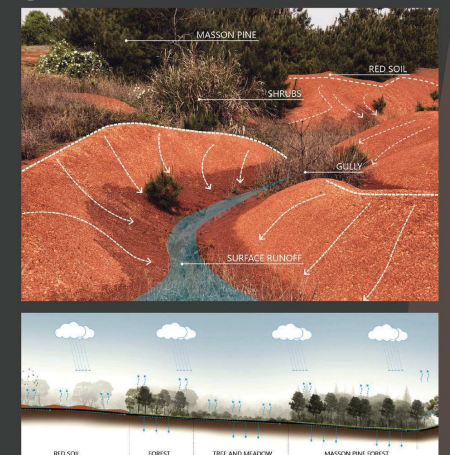 MASSON PINE
RED SOIL
SHRUBS
GULLY
SURFACE RUNOFF
RED SOIL
FOREST
TREE AND MEADOW
MASSON PINE FOREST